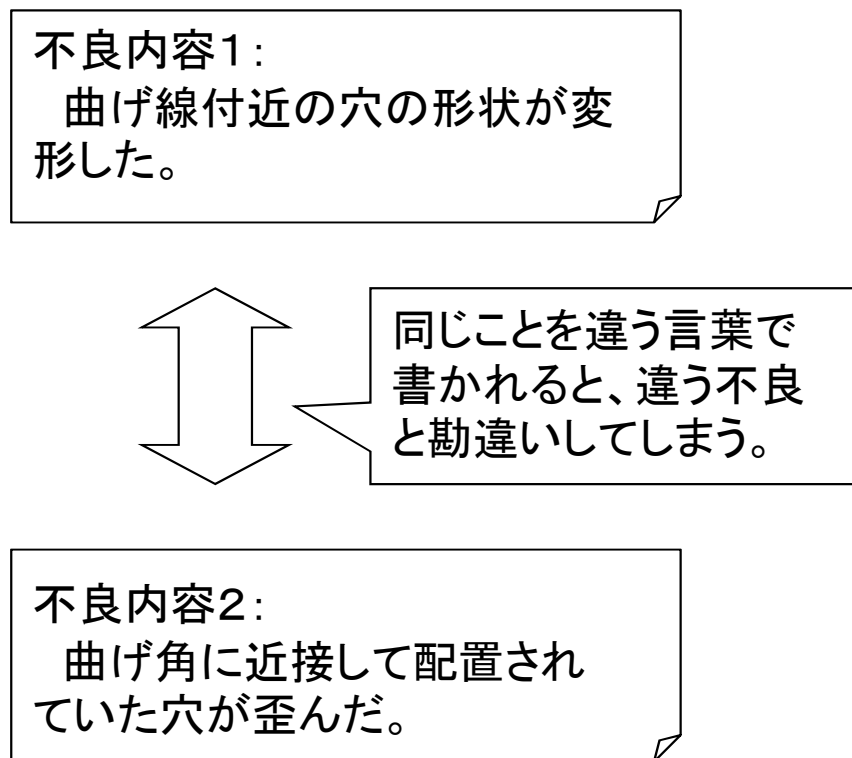 不良内容1：
　曲げ線付近の穴の形状が変
形した。
同じことを違う言葉で
書かれると、違う不良
と勘違いしてしまう。
不良内容2：
　曲げ角に近接して配置され
ていた穴が歪んだ。